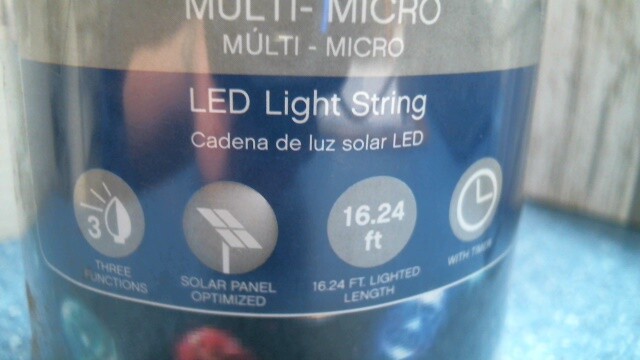 MULTI- MICRO
MÚLTI - MICRO
LED Light String
Cadena de luz solar LED
3
THREE
FUNCTIONS
SOLAR PANEL
OPTIMIZED
16.24
ft
16.24 FT. LIGHTED
LENGTH
WITH TIMER